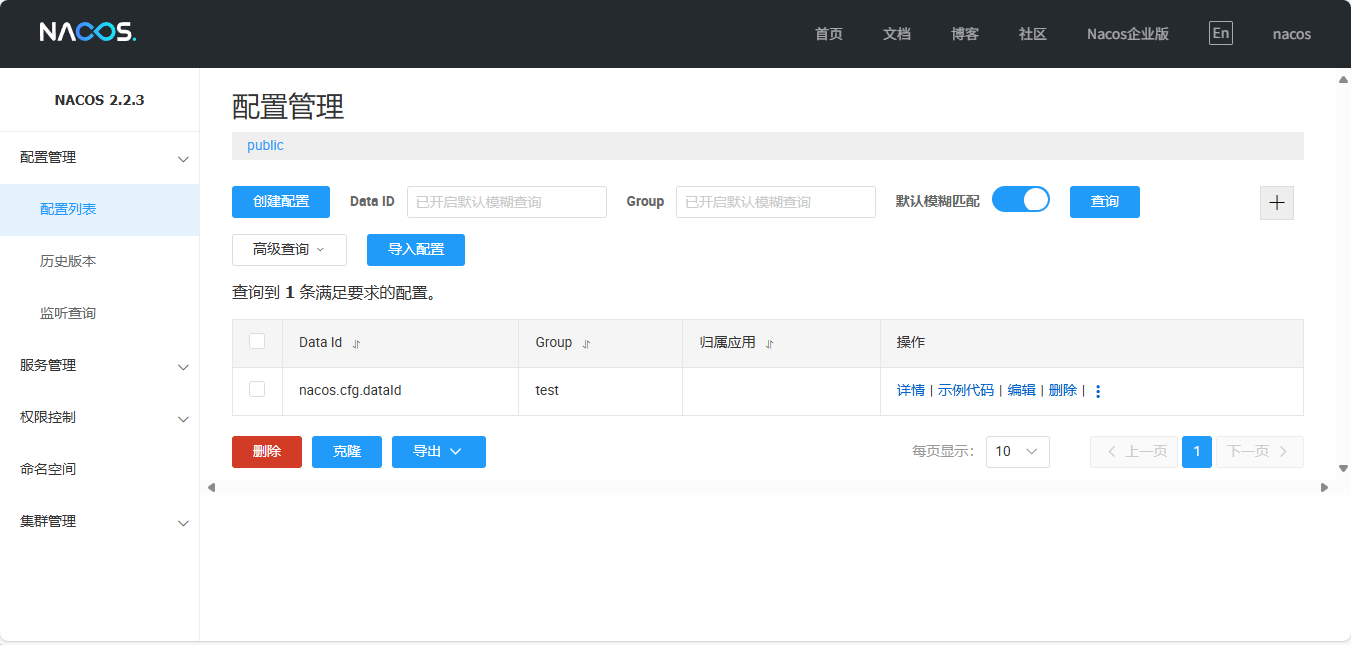 NACOS.
首页 文档 博客 社区 Nacos企业版 En nacos
NACOS 2.2.3
配置管理
配置列表
历史版本
监听查询
服务管理
权限控制
命名空间
集群管理
配置管理
public
创建配置 Data ID 已开启默认模糊查询 Group 已开启默认模糊查询 默认模糊匹配 查询
高级查询 导入配置
查询到 1 条满足要求的配置。
Data Id Group 归属应用 操作
nacos.cfg.dataId test 详情 | 示例代码 | 编辑 | 删除 |
删除 克隆 导出 每页显示: 10 上一页 1 下一页